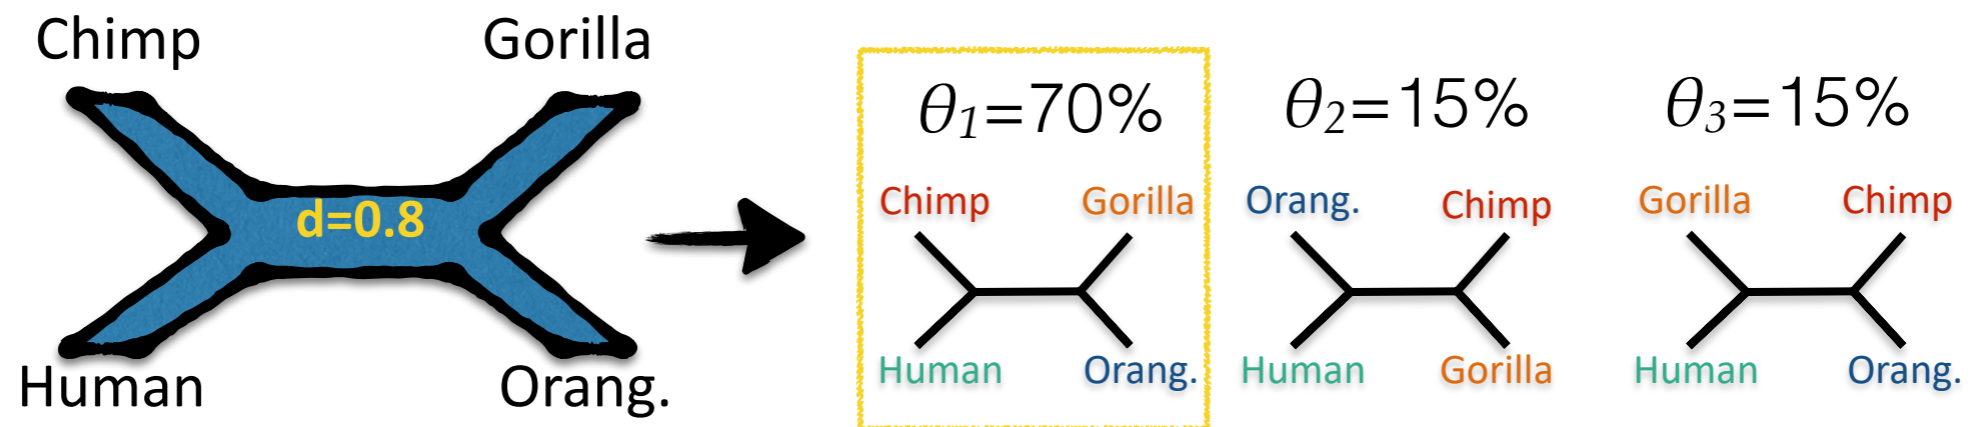 Chimp Gorilla
d=0.8
Human Orang.
θ1=70% θ2=15% θ3=15%
Chimp Gorilla Orang. Chimp Gorilla Chimp
Human Orang. Human Gorilla Human Orang.